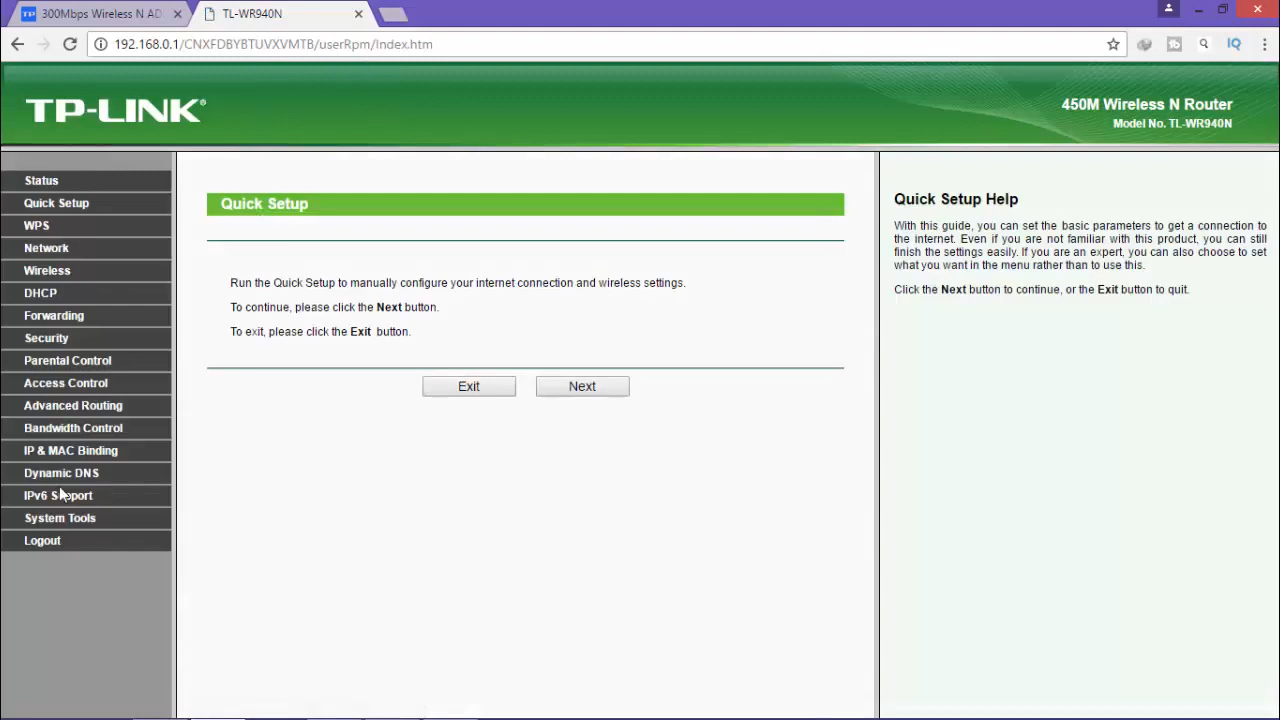 300Mbps Wireless N AD
TL-WR940N
192.168.0.1/CNXFDBYBTUVXVMTB/userRpm/Index.htm
TP-LINK®
450M Wireless N Router
Model No. TL-WR940N
Status
Quick Setup
WPS
Network
Wireless
DHCP
Forwarding
Security
Parental Control
Access Control
Advanced Routing
Bandwidth Control
IP & MAC Binding
Dynamic DNS
IPv6 Support
System Tools
Logout
Quick Setup
Run the Quick Setup to manually configure your internet connection and wireless settings.
To continue, please click the Next button.
To exit, please click the Exit button.
Exit
Next
Quick Setup Help
With this guide, you can set the basic parameters to get a connection to
the internet. Even if you are not familiar with this product, you can still
finish the settings easily. If you are an expert, you can also choose to set
what you want in the menu rather than to use this.
Click the Next button to continue, or the Exit button to quit.